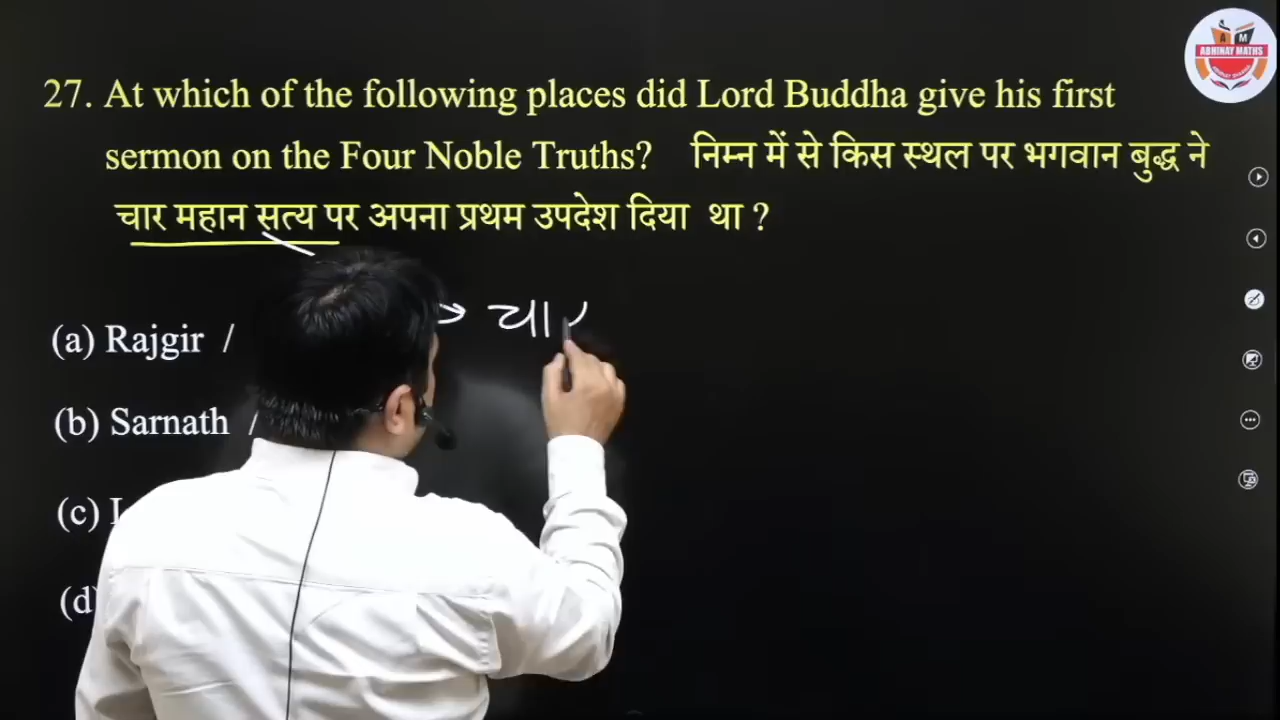 27. At which of the following places did Lord Buddha give his first
sermon on the Four Noble Truths? निम्न में से किस स्थल पर भगवान बुद्ध ने
चार महान सत्य पर अपना प्रथम उपदेश दिया था ?
(a) Rajgir /
(b) Sarnath /
(c)
(d)
A M
ABHINAY MATHS